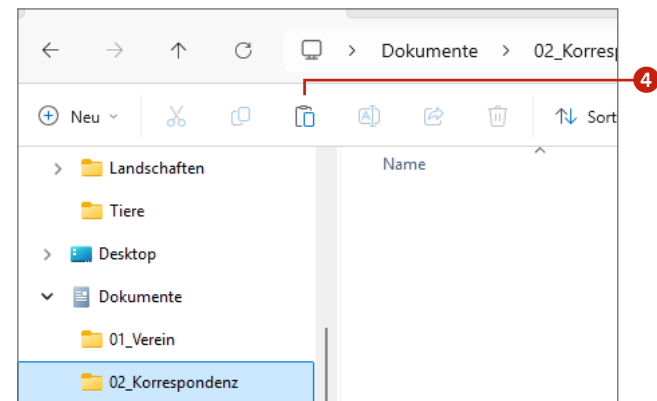 > Dokumente > 02_Korresp
4
Neu
Sort
Landschaften
Name
Tiere
Desktop
Dokumente
01_Verein
02_Korrespondenz